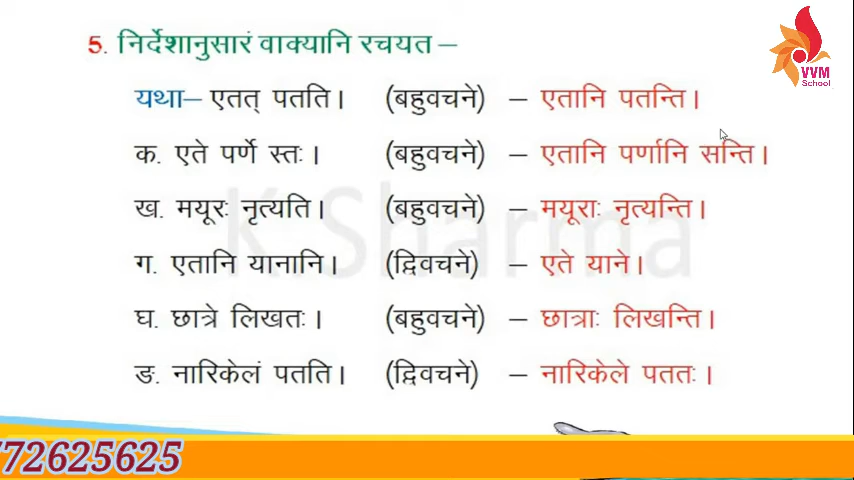 VVM
School
5. निर्देशानुसारं वाक्यानि रचयत –
यथा– एतत् पतति। (बहुवचने) – एतानि पतन्ति।
क. एते पर्णे स्तः। (बहुवचने) – एतानि पर्णानि सन्ति।
ख. मयूरः नृत्यति। (बहुवचने) – मयूराः नृत्यन्ति।
K Sharma
ग. एतानि यानानि। (द्विवचने) – एते याने।
घ. छात्रे लिखतः। (बहुवचने) – छात्राः लिखन्ति।
ङ. नारिकेलं पतति। (द्विवचने) – नारिकेले पततः।
72625625